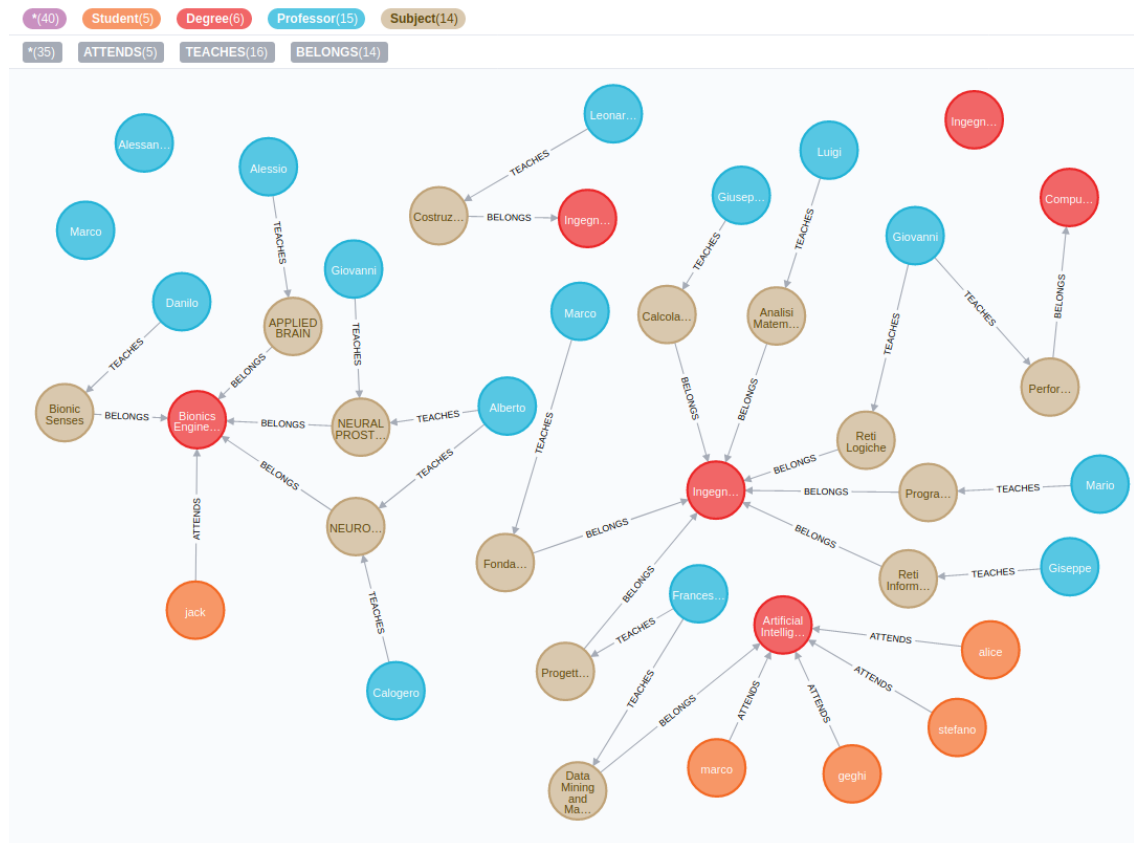 *(40) Student(5) Degree(6) Professor(15) Subject(14)
*(35) ATTENDS(5) TEACHES(16) BELONGS(14)
Leonar…
Ingegn…
Alessan…
Luigi
TEACHES
Alessio
Giusep…
Compu…
Costruz…
BELONGS
Ingegn…
Marco
TEACHES
TEACHES
Giovanni
TEACHES
Giovanni
Danilo
TEACHES
BELONGS
Marco
Calcola…
Analisi
Matem…
APPLIED
BRAIN
TEACHES
TEACHES
TEACHES
TEACHES
BELONGS
Perfor…
BELONGS
BELONGS
Bionic
Senses
BELONGS
Bionics
Engine…
BELONGS
NEURAL
PROST…
TEACHES
Alberto
TEACHES
Reti
Logiche
BELONGS
TEACHES
BELONGS
Ingegn…
BELONGS
Progra…
TEACHES
Mario
ATTENDS
NEURO…
BELONGS
BELONGS
Fonda…
Reti
Inform…
TEACHES
Giseppe
BELONGS
Frances…
jack
TEACHES
TEACHES
Artificial
Intellig…
ATTENDS
alice
Progett…
TEACHES
ATTENDS
Calogero
BELONGS
ATTENDS
ATTENDS
stefano
marco
geghi
Data
Mining
and
Ma…